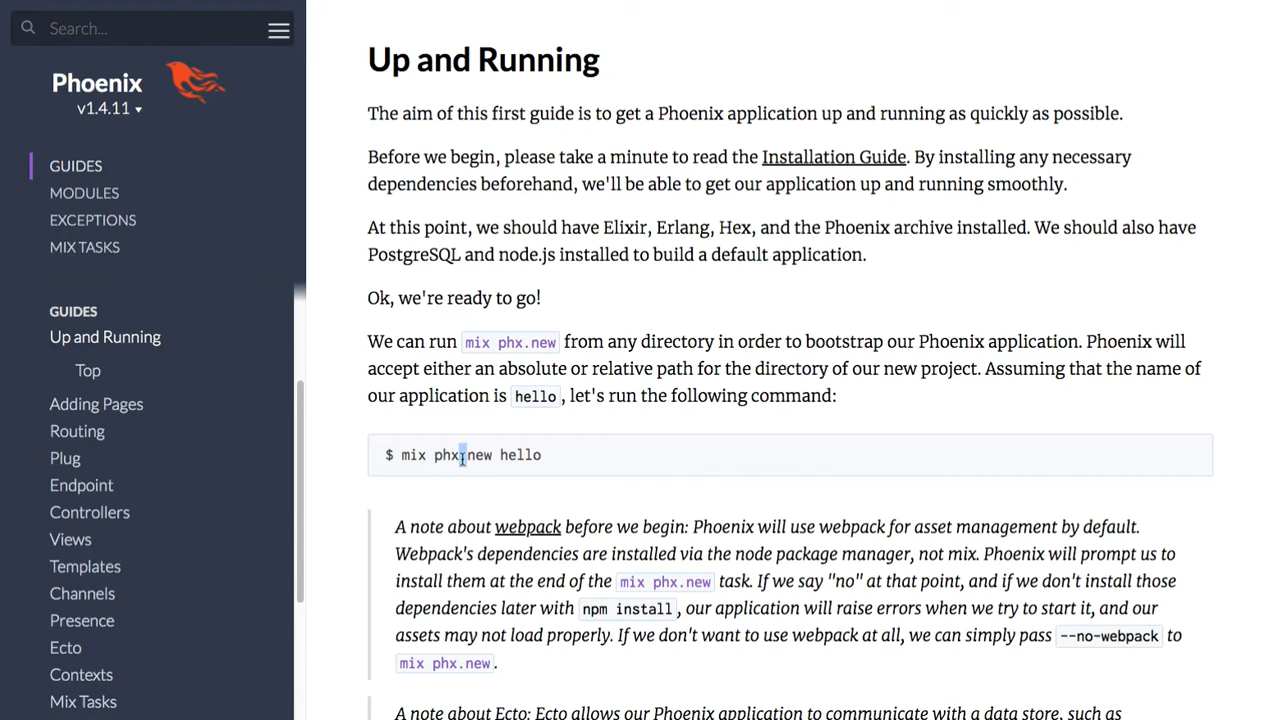 Search...
Phoenix
v1.4.11
GUIDES
MODULES
EXCEPTIONS
MIX TASKS
GUIDES
Up and Running
Top
Adding Pages
Routing
Plug
Endpoint
Controllers
Views
Templates
Channels
Presence
Ecto
Contexts
Mix Tasks
Up and Running
The aim of this first guide is to get a Phoenix application up and running as quickly as possible.
Before we begin, please take a minute to read the Installation Guide. By installing any necessary
dependencies beforehand, we'll be able to get our application up and running smoothly.
At this point, we should have Elixir, Erlang, Hex, and the Phoenix archive installed. We should also have
PostgreSQL and node.js installed to build a default application.
Ok, we're ready to go!
We can run mix phx.new from any directory in order to bootstrap our Phoenix application. Phoenix will
accept either an absolute or relative path for the directory of our new project. Assuming that the name of
our application is hello, let's run the following command:
$ mix phx.new hello
A note about webpack before we begin: Phoenix will use webpack for asset management by default.
Webpack's dependencies are installed via the node package manager, not mix. Phoenix will prompt us to
install them at the end of the mix phx.new task. If we say "no" at that point, and if we don't install those
dependencies later with npm install, our application will raise errors when we try to start it, and our
assets may not load properly. If we don't want to use webpack at all, we can simply pass --no-webpack to
mix phx.new.
A note about Ecto: Ecto allows our Phoenix application to communicate with a data store, such as